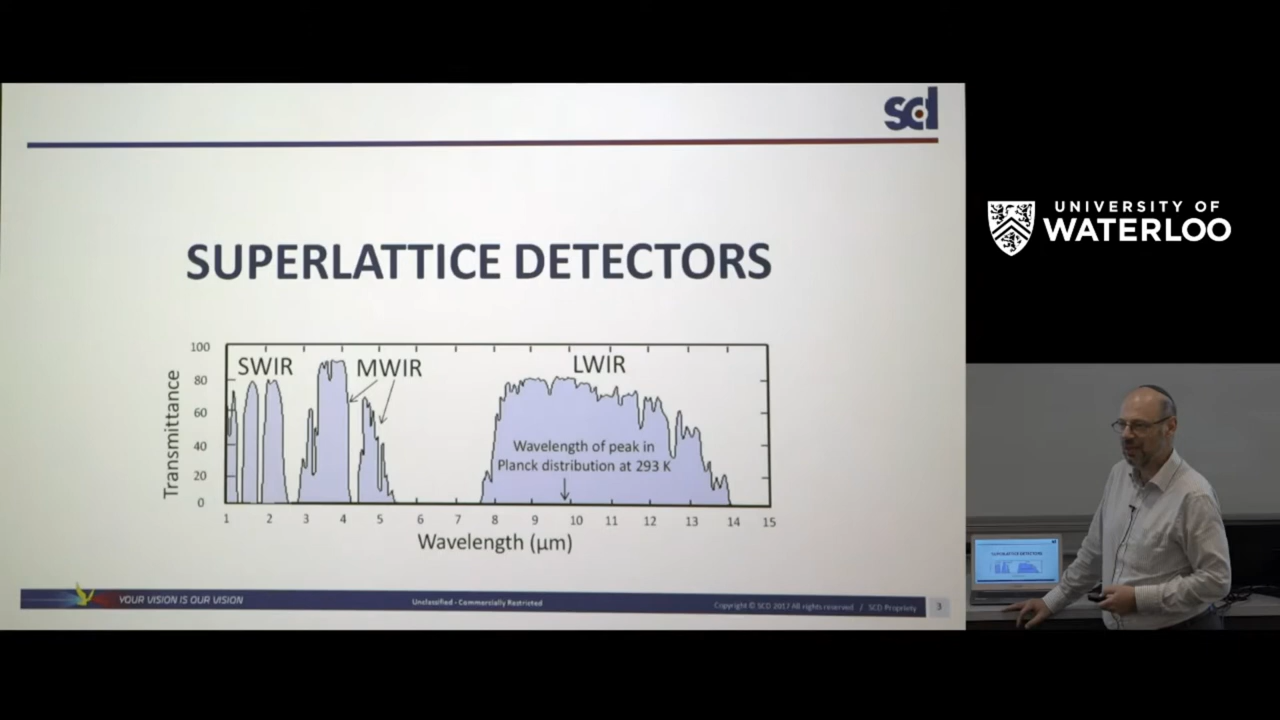 scd
SUPERLATTICE DETECTORS
SWIR
MWIR
LWIR
Transmittance
100
80
60
40
20
0
Wavelength of peak in
Planck distribution at 293 K
1 2 3 4 5 6 7 8 9 10 11 12 13 14 15
Wavelength (µm)
YOUR VISION IS OUR VISION
Unclassified - Commercially Restricted
Copyright © SCD 2017 All rights reserved / SCD Propriety
3
UNIVERSITY OF
WATERLOO
SUPERLATTICE DETECTORS